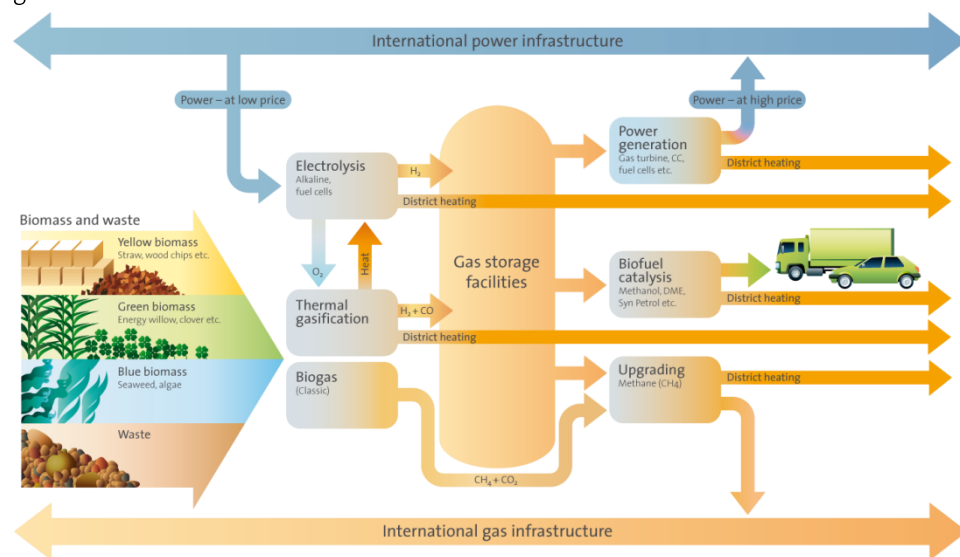 International power infrastructure
Power – at low price
Power – at high price
Electrolysis
Alkaline,
fuel cells
H₂
District heating
Power
generation
Gas turbine, CC,
fuel cells etc.
District heating
Biomass and waste
Yellow biomass
Straw, wood chips etc.
Green biomass
Energy willow, clover etc.
Blue biomass
Seaweed, algae
Waste
O₂
Heat
Thermal
gasification
H₂ + CO
District heating
Biogas
(Classic)
Gas storage
facilities
Biofuel
catalysis
Methanol, DME,
Syn Petrol etc.
District heating
Upgrading
Methane (CH4)
District heating
CH₄ + CO₂
International gas infrastructure